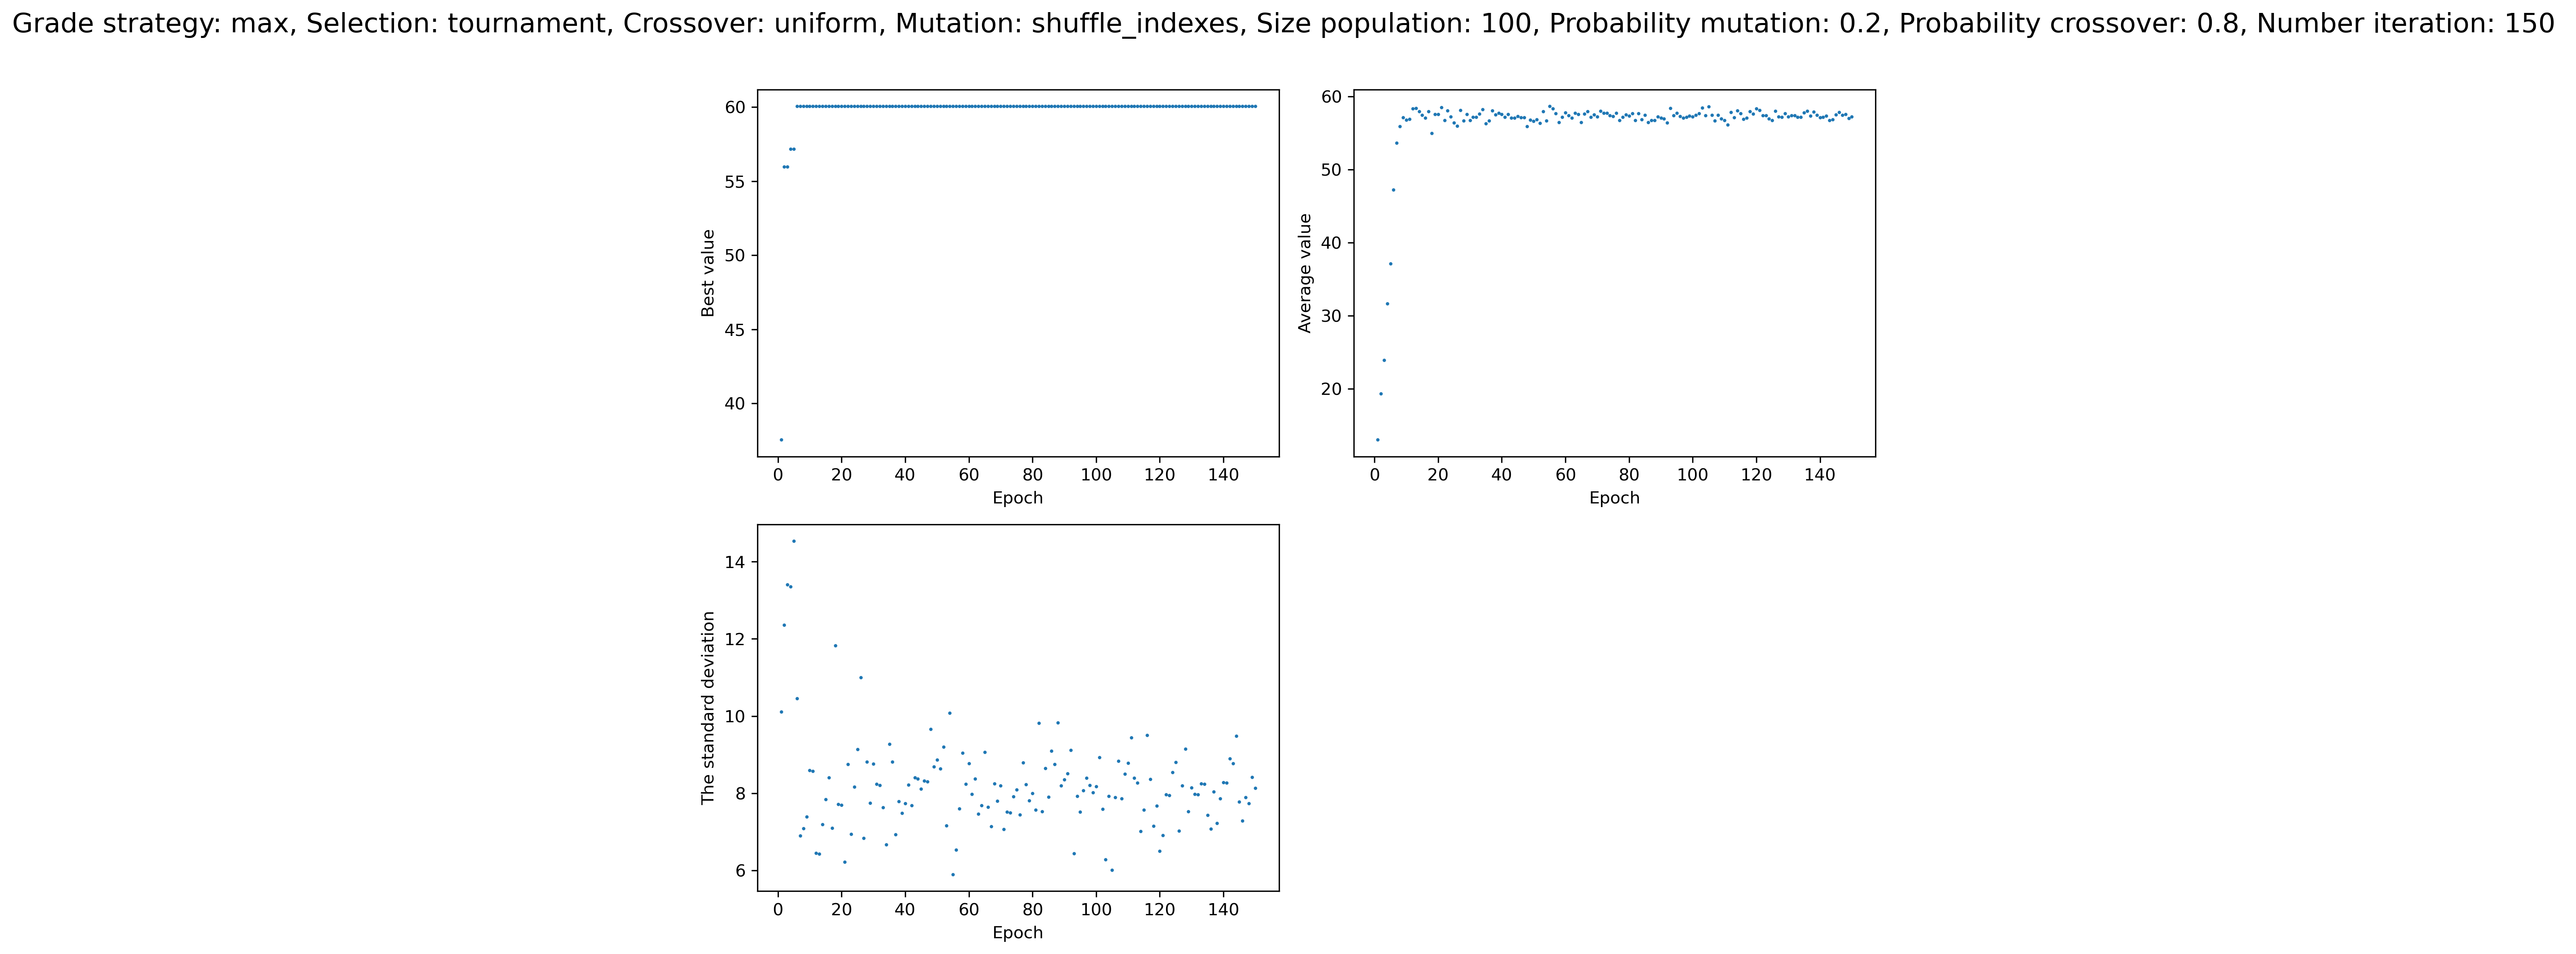 Grade strategy: max, Selection: tournament, Crossover: uniform, Mutation: shuffle_indexes, Size population: 100, Probability mutation: 0.2, Probability crossover: 0.8, Number iteration: 150
60
55
50
45
40
Best value
0 20 40 60 80 100 120 140
Epoch
60
50
40
30
20
Average value
0 20 40 60 80 100 120 140
Epoch
14
12
10
8
6
The standard deviation
0 20 40 60 80 100 120 140
Epoch